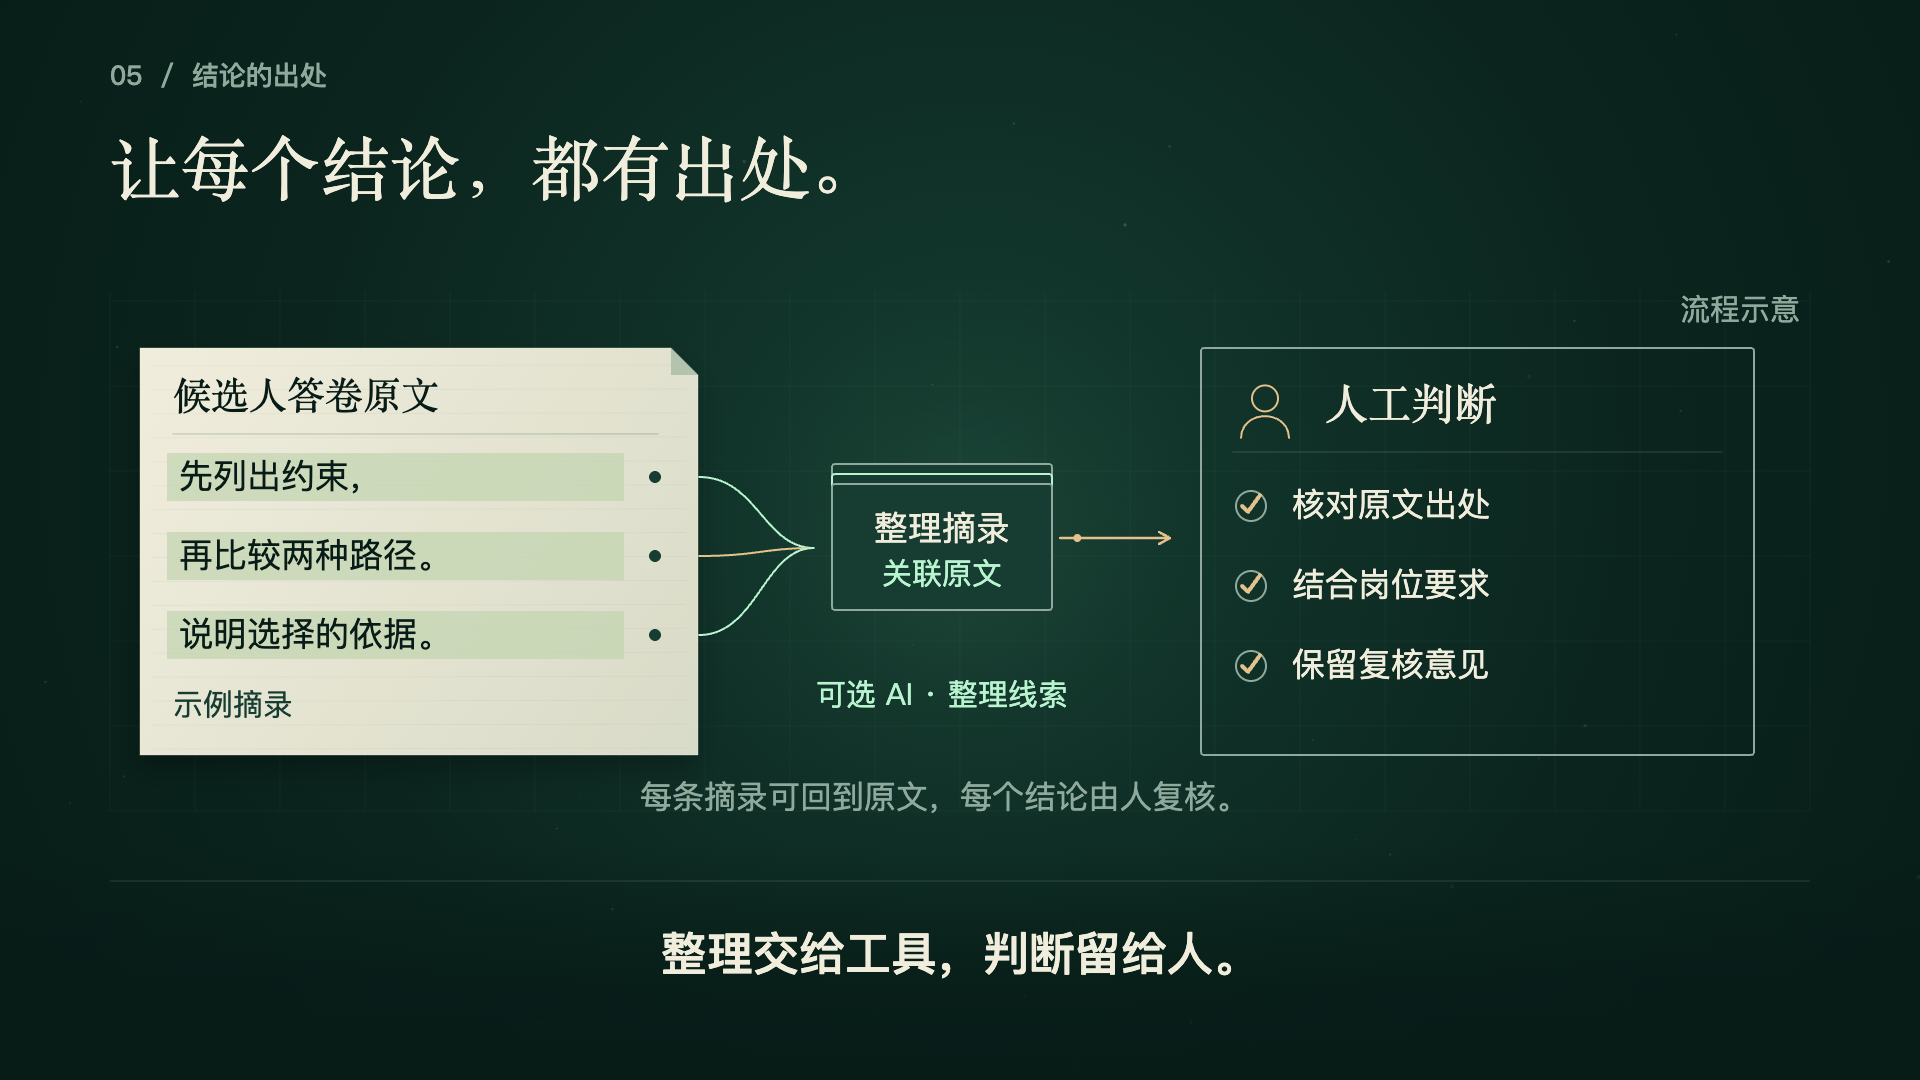 05 / 结论的出处
让每个结论，都有出处。
流程示意
候选人答卷原文
先列出约束，
再比较两种路径。
说明选择的依据。
示例摘录
整理摘录
关联原文
可选 AI · 整理线索
人工判断
核对原文出处
结合岗位要求
保留复核意见
每条摘录可回到原文，每个结论由人复核。
整理交给工具，判断留给人。